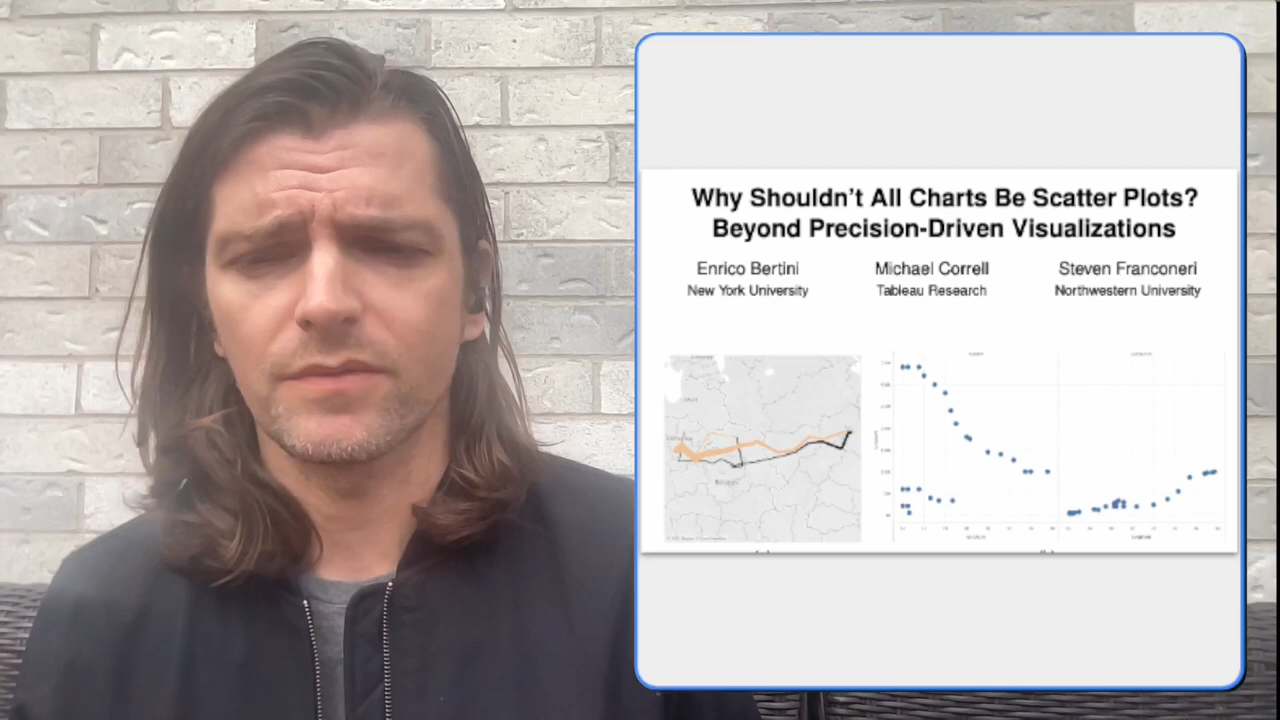 Why Shouldn't All Charts Be Scatter Plots?
Beyond Precision-Driven Visualizations
Enrico Bertini
Michael Correll
Steven Franconeri
New York University
Tableau Research
Northwestern University